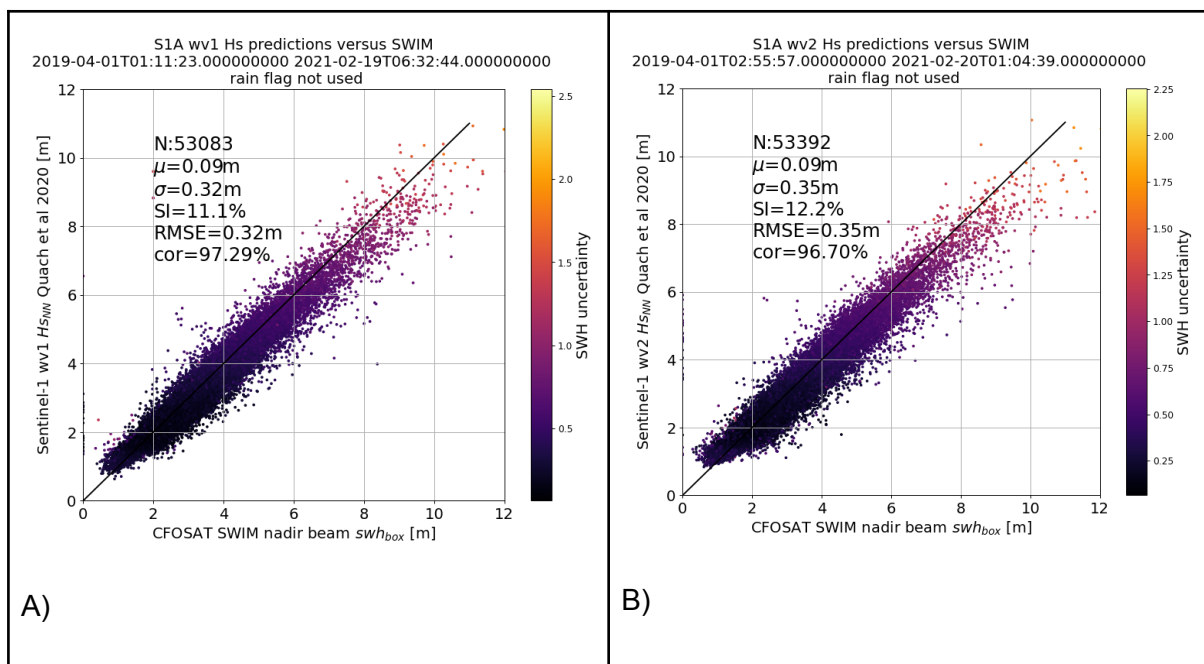 S1A wv1 Hs predictions versus SWIM
2019-04-01T01:11:23.000000000 2021-02-19T06:32:44.000000000
rain flag not used
N:53083
μ=0.09m
σ=0.32m
SI=11.1%
RMSE=0.32m
cor=97.29%
Sentinel-1 wv1 Hs_NN Quach et al 2020 [m]
12
10
8
6
4
2
0
0 2 4 6 8 10 12
CFOSAT SWIM nadir beam swh_box [m]
2.5
2.0
1.5
1.0
0.5
SWH uncertainty
A)
S1A wv2 Hs predictions versus SWIM
2019-04-01T02:55:57.000000000 2021-02-20T01:04:39.000000000
rain flag not used
N:53392
μ=0.09m
σ=0.35m
SI=12.2%
RMSE=0.35m
cor=96.70%
Sentinel-1 wv2 Hs_NN Quach et al 2020 [m]
12
10
8
6
4
2
0
0 2 4 6 8 10 12
CFOSAT SWIM nadir beam swh_box [m]
2.25
2.00
1.75
1.50
1.25
1.00
0.75
0.50
0.25
SWH uncertainty
B)